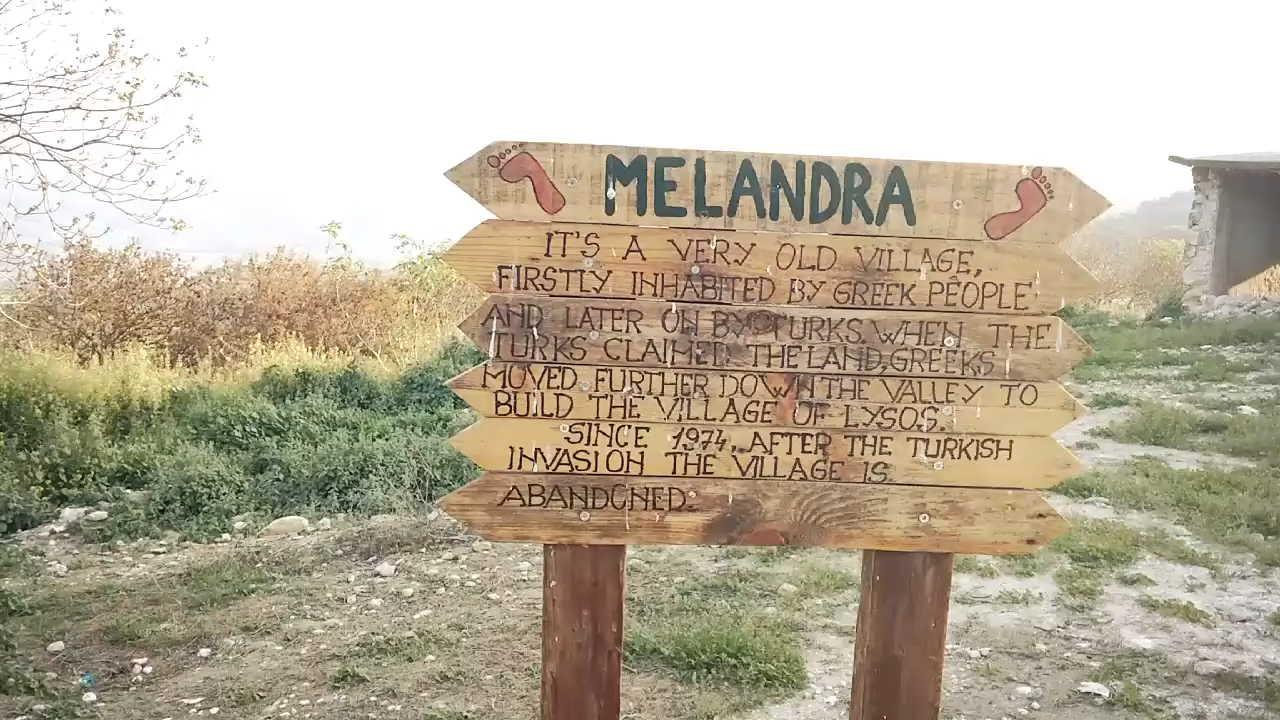 MELANDRA
IT'S A VERY OLD VILLAGE,
FIRSTLY INHABITED BY GREEK PEOPLE
AND LATER ON BY TURKS. WHEN THE
TURKS CLAIMED THE LAND, GREEKS
MOVED FURTHER DOWN THE VALLEY TO
BUILD THE VILLAGE OF LYSOS.
SINCE 1974, AFTER THE TURKISH
INVASION THE VILLAGE IS
ABANDONED.